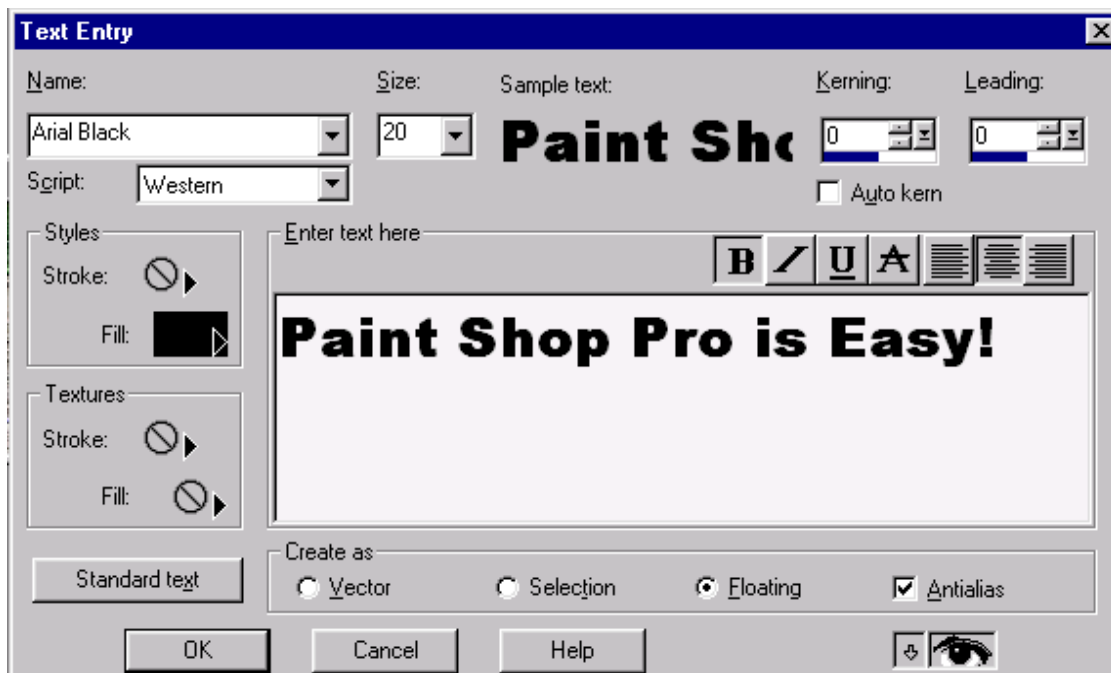 Text Entry
Name: Size: Sample text: Kerning: Leading:
Arial Black 20 Paint Sho 0 0
Script: Western Auto kern
Styles Enter text here
B I U A
Stroke:
Fill:
Paint Shop Pro is Easy!
Textures
Stroke:
Fill:
Create as
Standard text Vector Selection Floating Antialias
OK Cancel Help